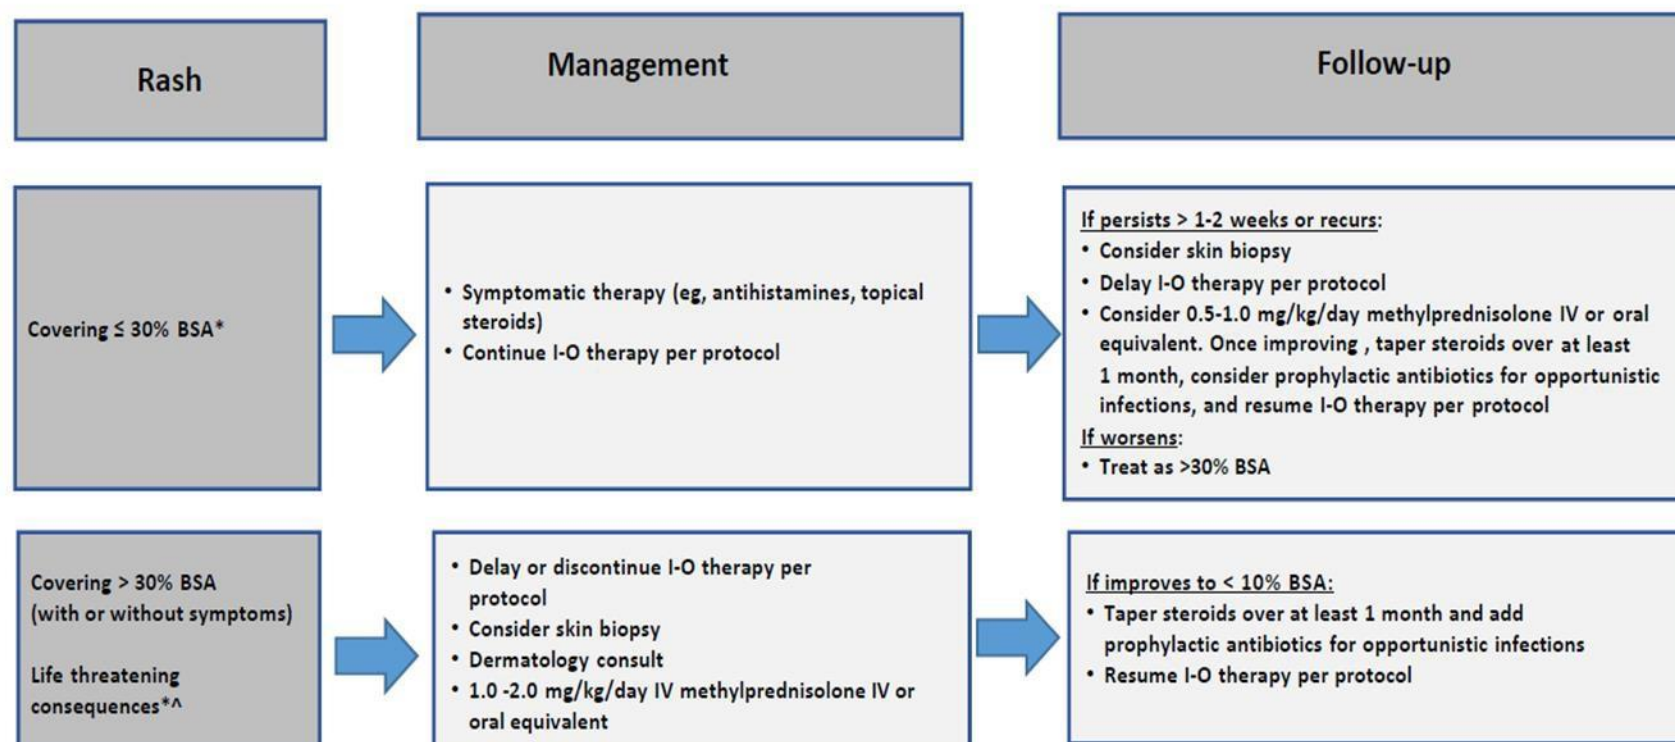 Rash
Management
Follow-up
Covering ≤ 30% BSA*
• Symptomatic therapy (eg, antihistamines, topical
steroids)
• Continue I-O therapy per protocol
If persists > 1-2 weeks or recurs:
• Consider skin biopsy
• Delay I-O therapy per protocol
• Consider 0.5-1.0 mg/kg/day methylprednisolone IV or oral
equivalent. Once improving , taper steroids over at least
1 month, consider prophylactic antibiotics for opportunistic
infections, and resume I-O therapy per protocol
If worsens:
• Treat as >30% BSA
Covering > 30% BSA
(with or without symptoms)
Life threatening
consequences*^
• Delay or discontinue I-O therapy per
protocol
• Consider skin biopsy
• Dermatology consult
• 1.0 -2.0 mg/kg/day IV methylprednisolone IV or
oral equivalent
If improves to < 10% BSA:
• Taper steroids over at least 1 month and add
prophylactic antibiotics for opportunistic infections
• Resume I-O therapy per protocol